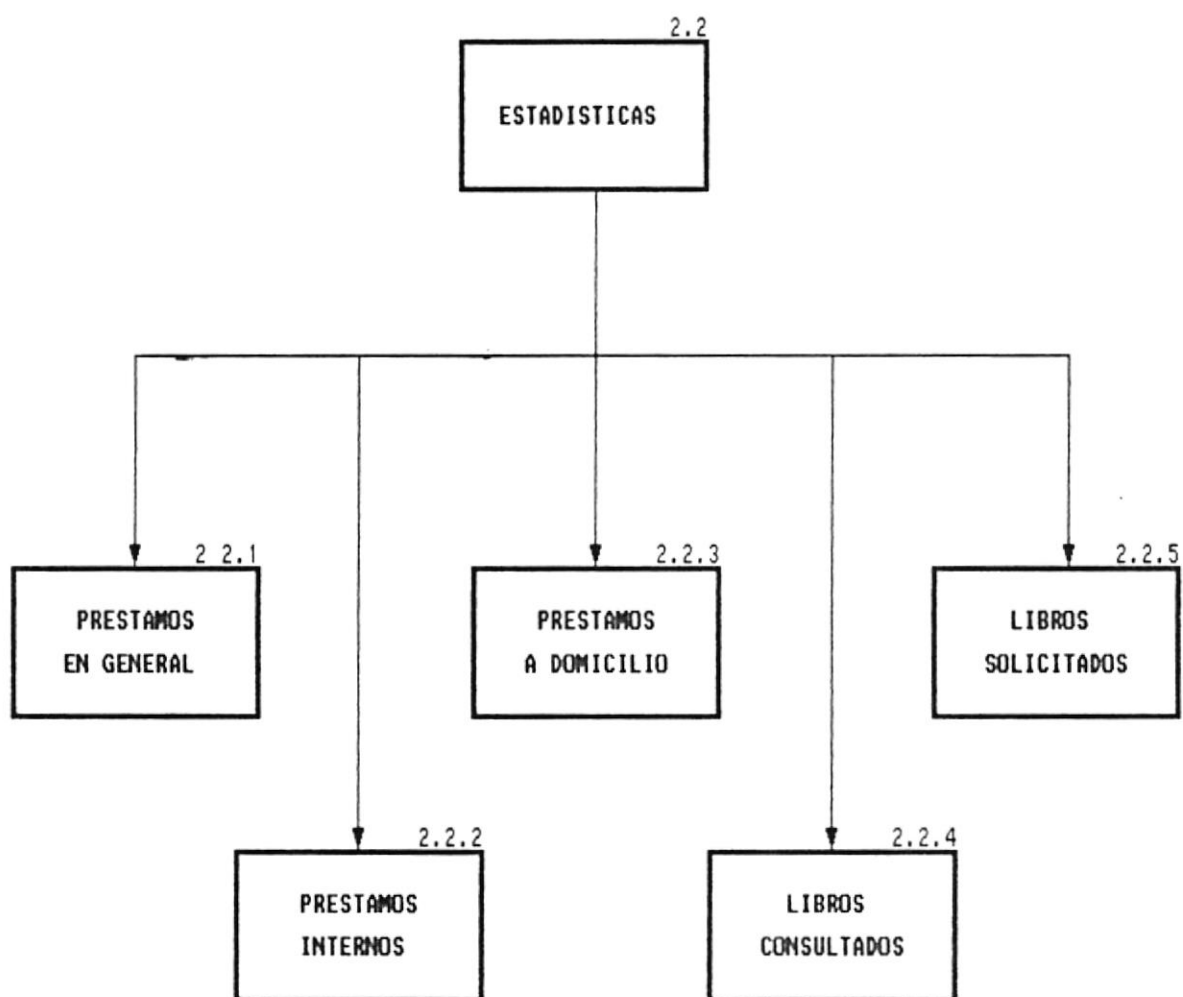 2.2
ESTADISTICAS
2 2.1
PRESTAMOS
EN GENERAL
2.2.3
PRESTAMOS
A DOMICILIO
2.2.5
LIBROS
SOLICITADOS
2.2.2
PRESTAMOS
INTERNOS
2.2.4
LIBROS
CONSULTADOS